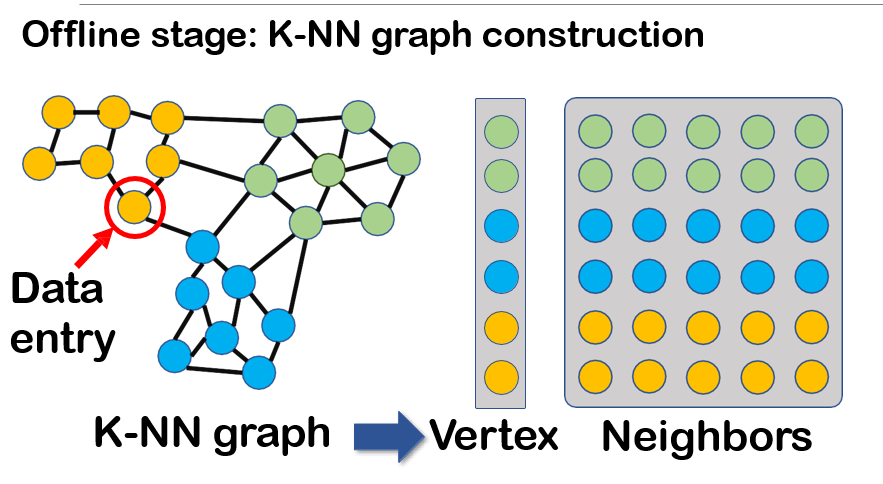 Offline stage: K-NN graph construction
Data
entry
K-NN graph
Vertex
Neighbors